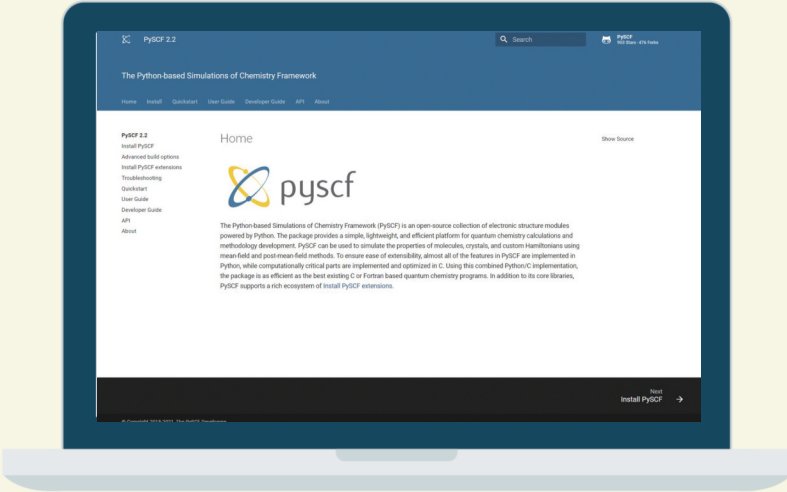 PySCF 2.2
Search
PySCF
The Python-based Simulations of Chemistry Framework
Home Install Quickstart User Guide Developer Guide API About
PySCF 2.2
Install PySCF
Advanced build options
Install PySCF extensions
Troubleshooting
Quickstart
User Guide
Developer Guide
API
About
Home
Show Source
pyscf
The Python-based Simulations of Chemistry Framework (PySCF) is an open-source collection of electronic structure modules
powered by Python. The package provides a simple, lightweight, and efficient platform for quantum chemistry calculations and
methodology development. PySCF can be used to simulate the properties of molecules, crystals, and custom Hamiltonians using
mean-field and post-mean-field methods. To ensure ease of extensibility, almost all of the features in PySCF are implemented in
Python, while computationally critical parts are implemented and optimized in C. Using this combined Python/C implementation,
the package is as efficient as the best existing C or Fortran based quantum chemistry programs. In addition to its core libraries,
PySCF supports a rich ecosystem of Install PySCF extensions.
Next
Install PySCF